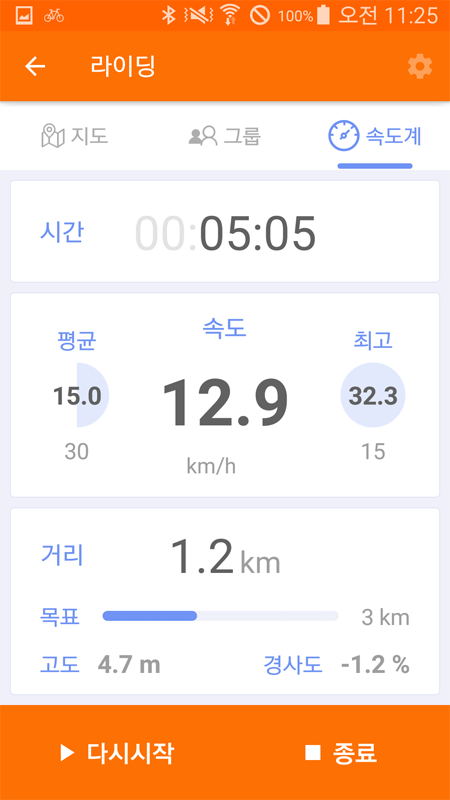 100% 오전 11:25
라이딩
지도 그룹 속도계
시간 00:05:05
속도
평균 최고
15.0 12.9 32.3
30 km/h 15
거리 1.2 km
목표 3 km
고도 4.7 m 경사도 -1.2 %
다시시작 종료